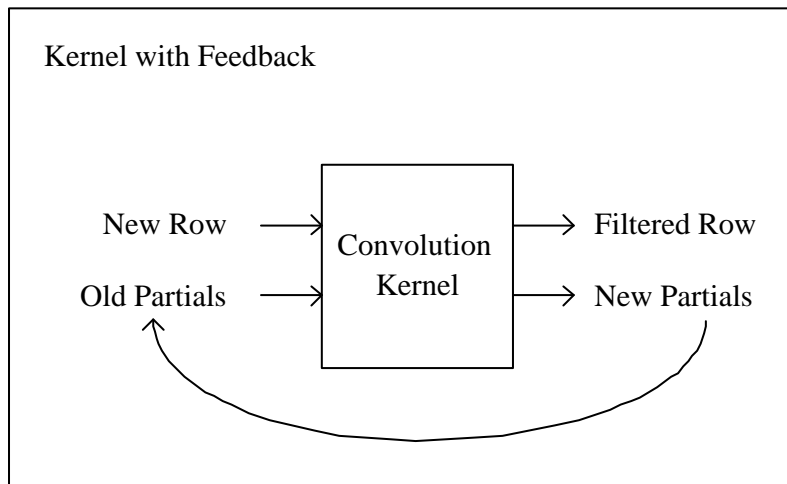 Kernel with Feedback
New Row
Convolution
Kernel
Filtered Row
Old Partials
New Partials